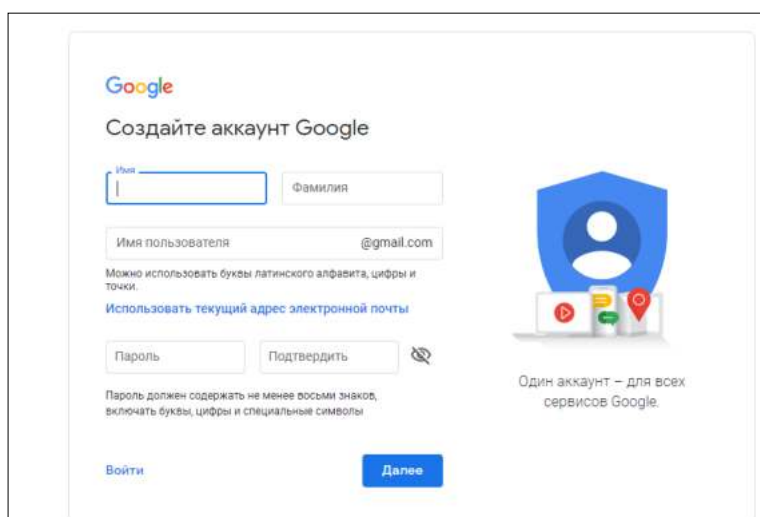 Google
Создайте аккаунт Google
Имя
Фамилия
Имя пользователя @gmail.com
Можно использовать буквы латинского алфавита, цифры и
точки.
Использовать текущий адрес электронной почты
Пароль Подтвердить
Пароль должен содержать не менее восьми знаков,
включать буквы, цифры и специальные символы
Войти Далее
Один аккаунт – для всех
сервисов Google.